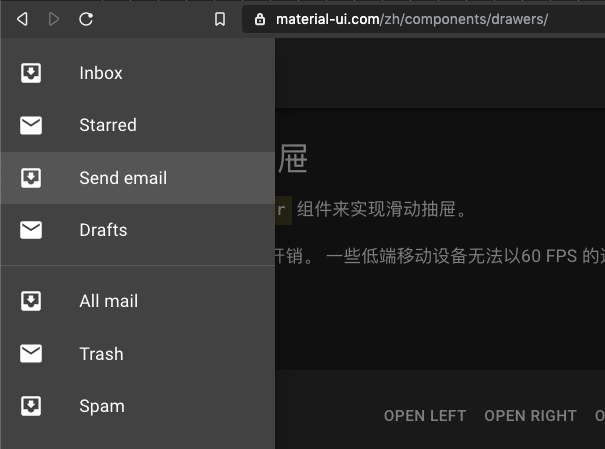 material-ui.com/zh/components/drawers/
Inbox
Starred
Send email
Drafts
All mail
Trash
Spam
屉
r 组件来实现滑动抽屉。
开销。 一些低端移动设备无法以60 FPS 的
OPEN LEFT OPEN RIGHT O